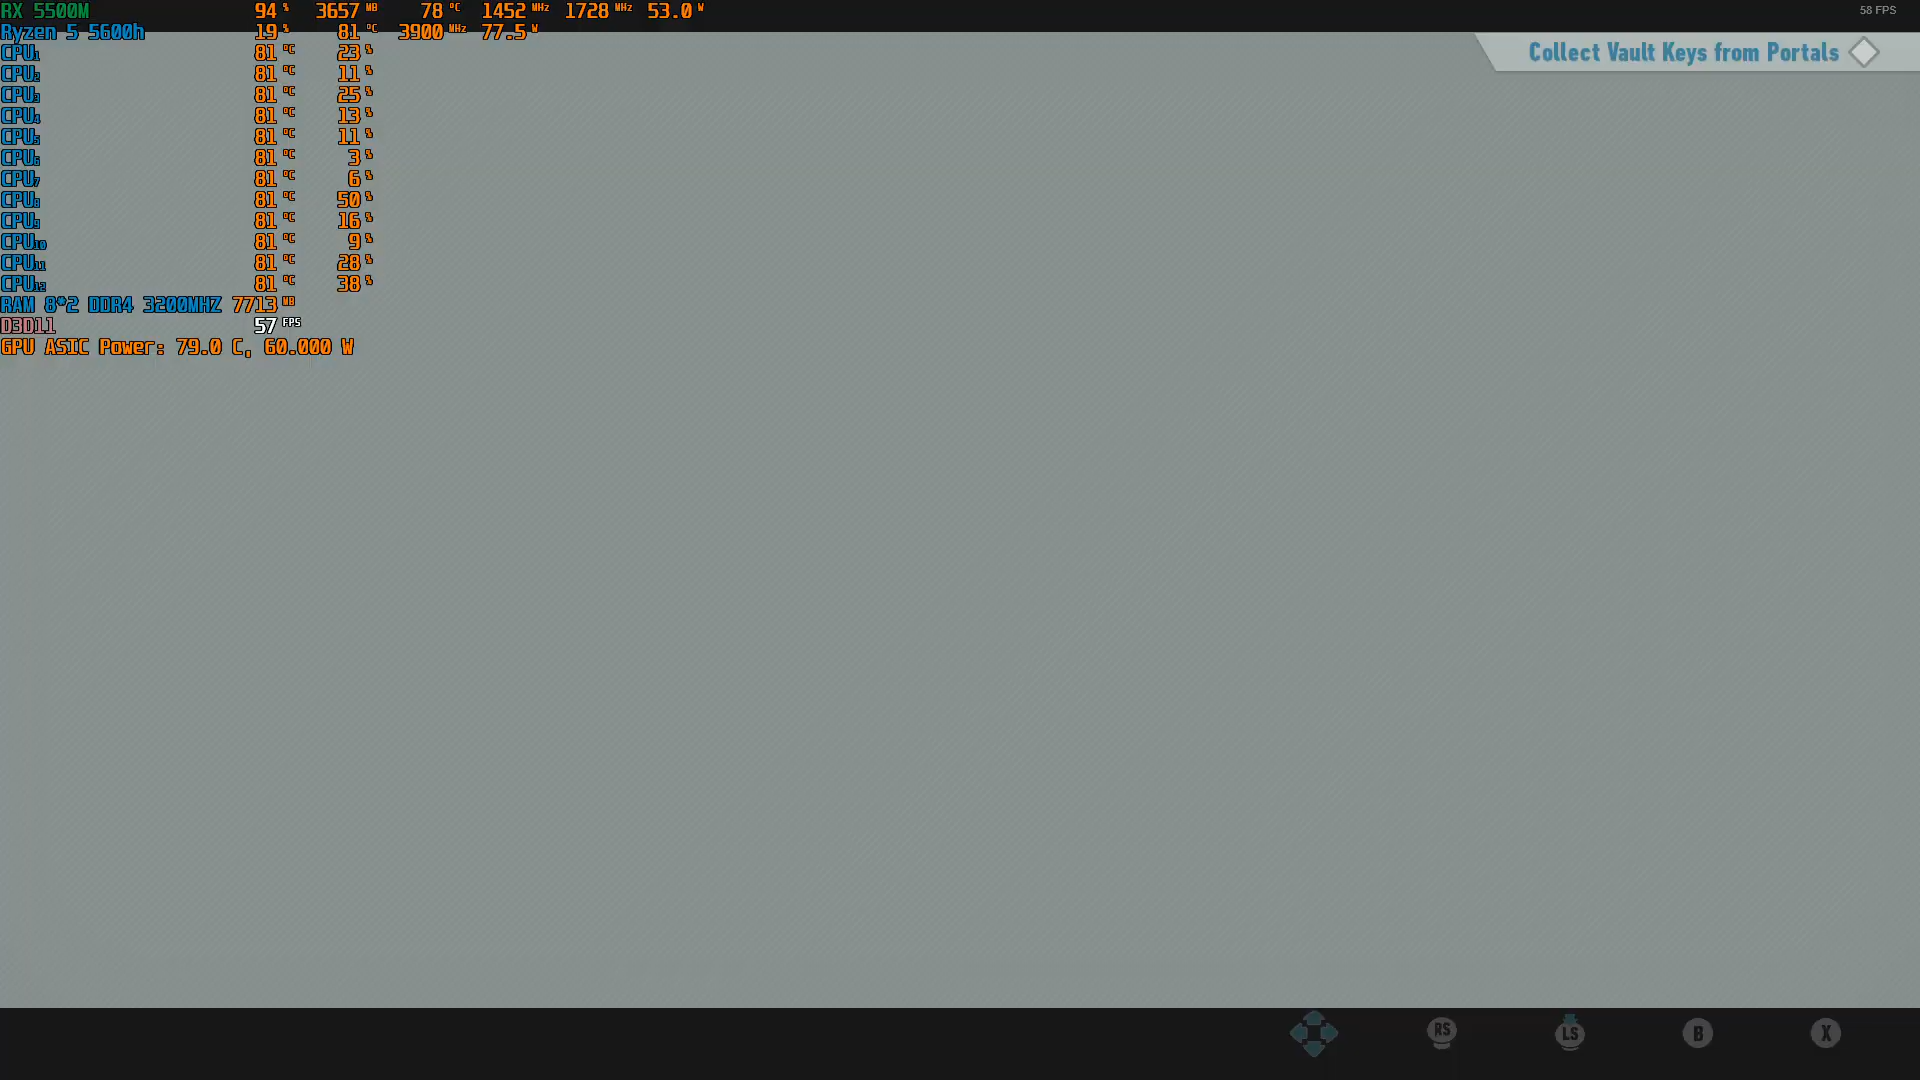 RX 5500M 94 % 3657 MB 78 °C 1452 MHz 1728 MHz 53.0 W
58 FPS
Ryzen 5 5600h 19 % 81 °C 3900 MHz 77.5 W
Collect Vault Keys from Portals
CPU1 81 °C 23 %
CPU2 81 °C 11 %
CPU3 81 °C 25 %
CPU4 81 °C 13 %
CPU5 81 °C 11 %
CPU6 81 °C 3 %
CPU7 81 °C 6 %
CPU8 81 °C 50 %
CPU9 81 °C 16 %
CPU10 81 °C 9 %
CPU11 81 °C 28 %
CPU12 81 °C 38 %
RAM 8*2 DDR4 3200MHZ 7713 MB
D3D11 57 FPS
GPU ASIC Power: 79.0 C, 60.000 W
RS LS B X